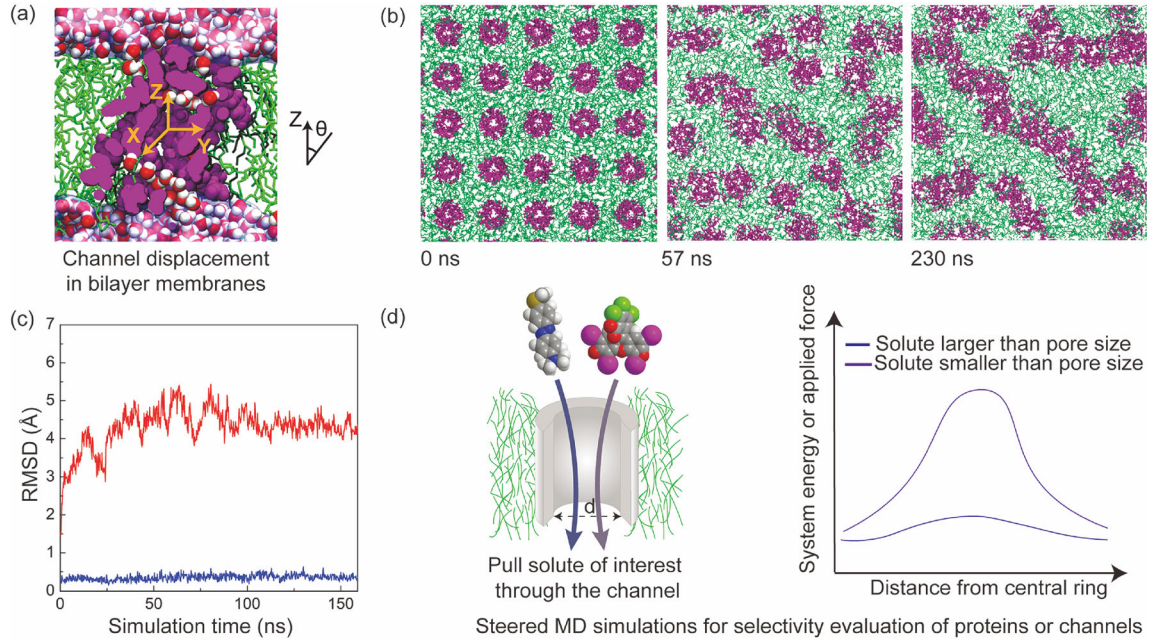 (a)
Z
X
Y
Z
θ
Channel displacement
in bilayer membranes
(b)
0 ns
57 ns
230 ns
(c)
7
6
5
4
3
2
1
0
RMSD (Å)
0
50
100
150
Simulation time (ns)
(d)
d
Pull solute of interest
through the channel
System energy or applied force
Solute larger than pore size
Solute smaller than pore size
Distance from central ring
Steered MD simulations for selectivity evaluation of proteins or channels